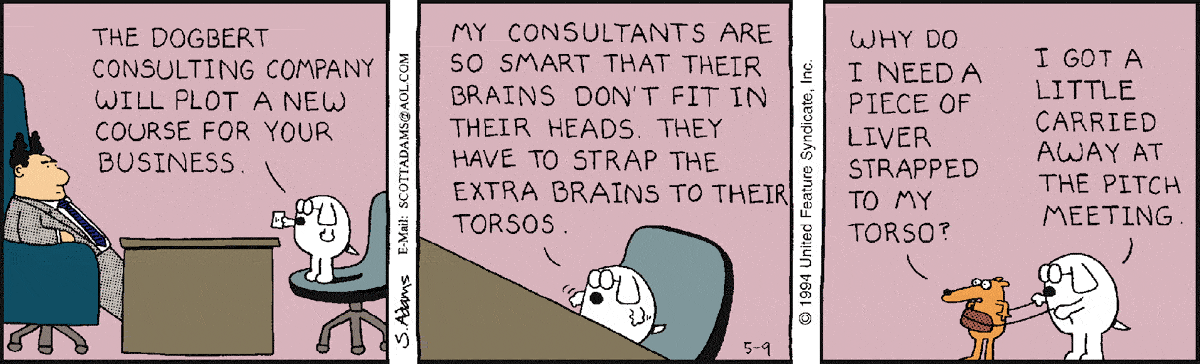 THE DOGBERT
CONSULTING COMPANY
WILL PLOT A NEW
COURSE FOR YOUR
BUSINESS.
S. Adams E-Mail: SCOTTADAMS@AOL.COM
MY CONSULTANTS ARE
SO SMART THAT THEIR
BRAINS DON'T FIT IN
THEIR HEADS. THEY
HAVE TO STRAP THE
EXTRA BRAINS TO THEIR
TORSOS.
5-9
© 1994 United Feature Syndicate, Inc.
WHY DO
I NEED A
PIECE OF
LIVER
STRAPPED
TO MY
TORSO?
I GOT A
LITTLE
CARRIED
AWAY AT
THE PITCH
MEETING.